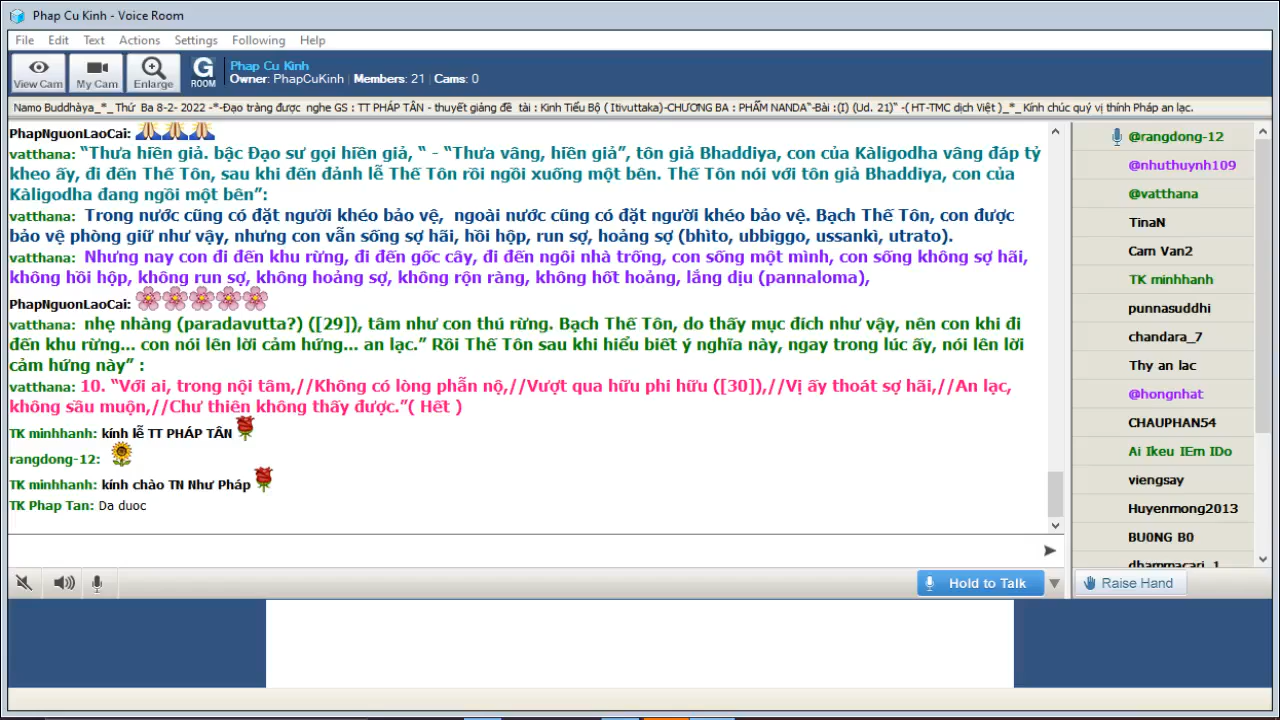 Phap Cu Kinh - Voice Room
File Edit Text Actions Settings Following Help
View Cam My Cam Enlarge G ROOM
Phap Cu Kinh
Owner: PhapCuKinh Members: 21 Cams: 0
Namo Buddhàya_*_Thứ Ba 8-2- 2022 -*-Đạo tràng được nghe GS : TT PHÁP TÂN - thuyết giảng đề tài : Kinh Tiểu Bộ ( Itivuttaka)-CHƯƠNG BA : PHẨM NANDA“-Bài :(I) (Ud. 21)“ -( HT-TMC dịch Việt )_*_ Kính chúc quý vị thính Pháp an lạc.
PhapNguonLaoCai:
vatthana: “Thưa hiền giả. bậc Đạo sư gọi hiền giả, “ - “Thưa vâng, hiền giả”, tôn giả Bhaddiya, con của Kàligodha vâng đáp tỷ
kheo ấy, đi đến Thế Tôn, sau khi đến đảnh lễ Thế Tôn rồi ngồi xuống một bên. Thế Tôn nói với tôn giả Bhaddiya, con của
Kàligodha đang ngồi một bên”:
vatthana: Trong nước cũng có đặt người khéo bảo vệ, ngoài nước cũng có đặt người khéo bảo vệ. Bạch Thế Tôn, con được
bảo vệ phòng giữ như vậy, nhưng con vẫn sống sợ hãi, hồi hộp, run sợ, hoảng sợ (bhìto, ubbiggo, ussankì, utrato).
vatthana: Nhưng nay con đi đến khu rừng, đi đến gốc cây, đi đến ngôi nhà trống, con sống một mình, con sống không sợ hãi,
không hồi hộp, không run sợ, không hoảng sợ, không rộn ràng, không hốt hoảng, lắng dịu (pannaloma),
PhapNguonLaoCai:
vatthana: nhẹ nhàng (paradavutta?) ([29]), tâm như con thú rừng. Bạch Thế Tôn, do thấy mục đích như vậy, nên con khi đi
đến khu rừng... con nói lên lời cảm hứng... an lạc.” Rồi Thế Tôn sau khi hiểu biết ý nghĩa này, ngay trong lúc ấy, nói lên lời
cảm hứng này” :
vatthana: 10. “Với ai, trong nội tâm,//Không có lòng phẫn nộ,//Vượt qua hữu phi hữu ([30]),//Vị ấy thoát sợ hãi,//An lạc,
không sầu muộn,//Chư thiên không thấy được.”( Hết )
TK minhhanh: kính lễ TT PHÁP TÂN
rangdong-12:
TK minhhanh: kính chào TN Như Pháp
TK Phap Tan: Da duoc
Hold to Talk
@rangdong-12
@nhuthuynh109
@vatthana
TinaN
Cam Van2
TK minhhanh
punnasuddhi
chandara_7
Thy an lac
@hongnhat
CHAUPHAN54
Ai Ikeu IEm IDo
viengsay
Huyenmong2013
BU0NG B0
dhammacari_1
Raise Hand